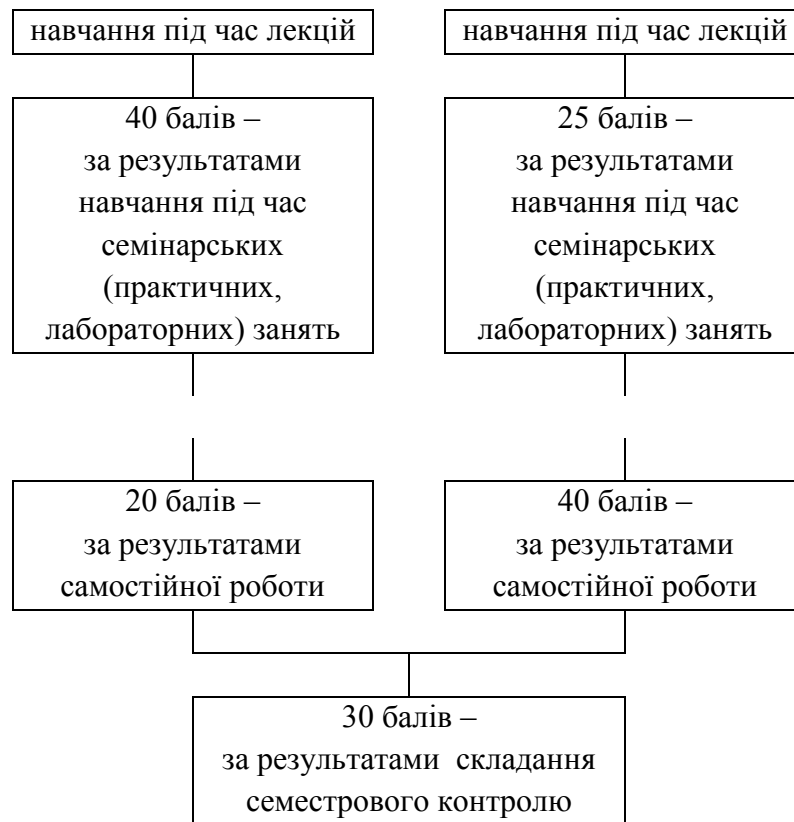 навчання під час лекцій
40 балів –
за результатами
навчання під час
семінарських
(практичних,
лабораторних) занять
20 балів –
за результатами
самостійної роботи
навчання під час лекцій
25 балів –
за результатами
навчання під час
семінарських
(практичних,
лабораторних) занять
40 балів –
за результатами
самостійної роботи
30 балів –
за результатами складання
семестрового контролю